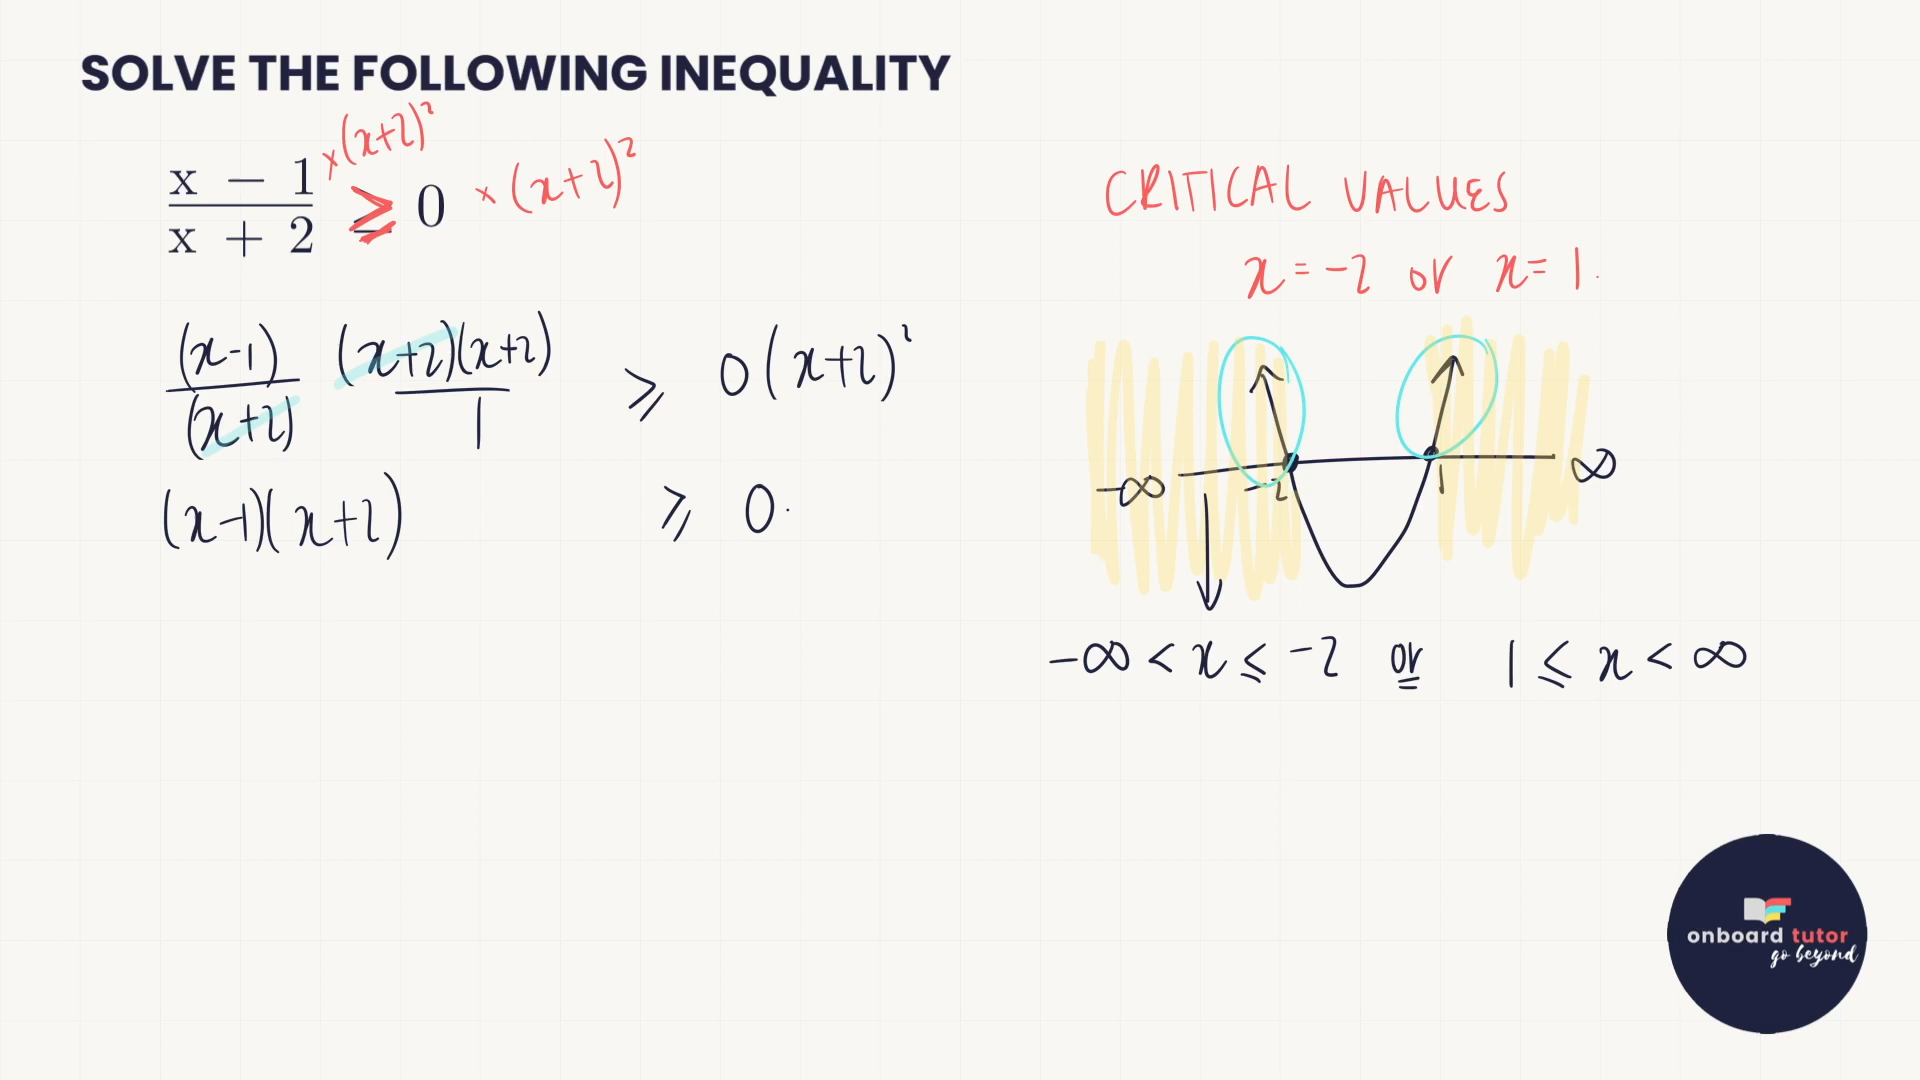 SOLVE THE FOLLOWING INEQUALITY
x − 1 / x + 2 ⩾ 0
×(x+2)² ×(x+2)²
(x-1)/(x+2) (x+2)(x+2)/1 ⩾ 0(x+2)²
(x-1)(x+2) ⩾ 0.
CRITICAL VALUES
x = -2 or x = 1.
-∞ -2 1 ∞
-∞ < x ⩽ -2 or 1 ⩽ x < ∞
onboard tutor
go beyond